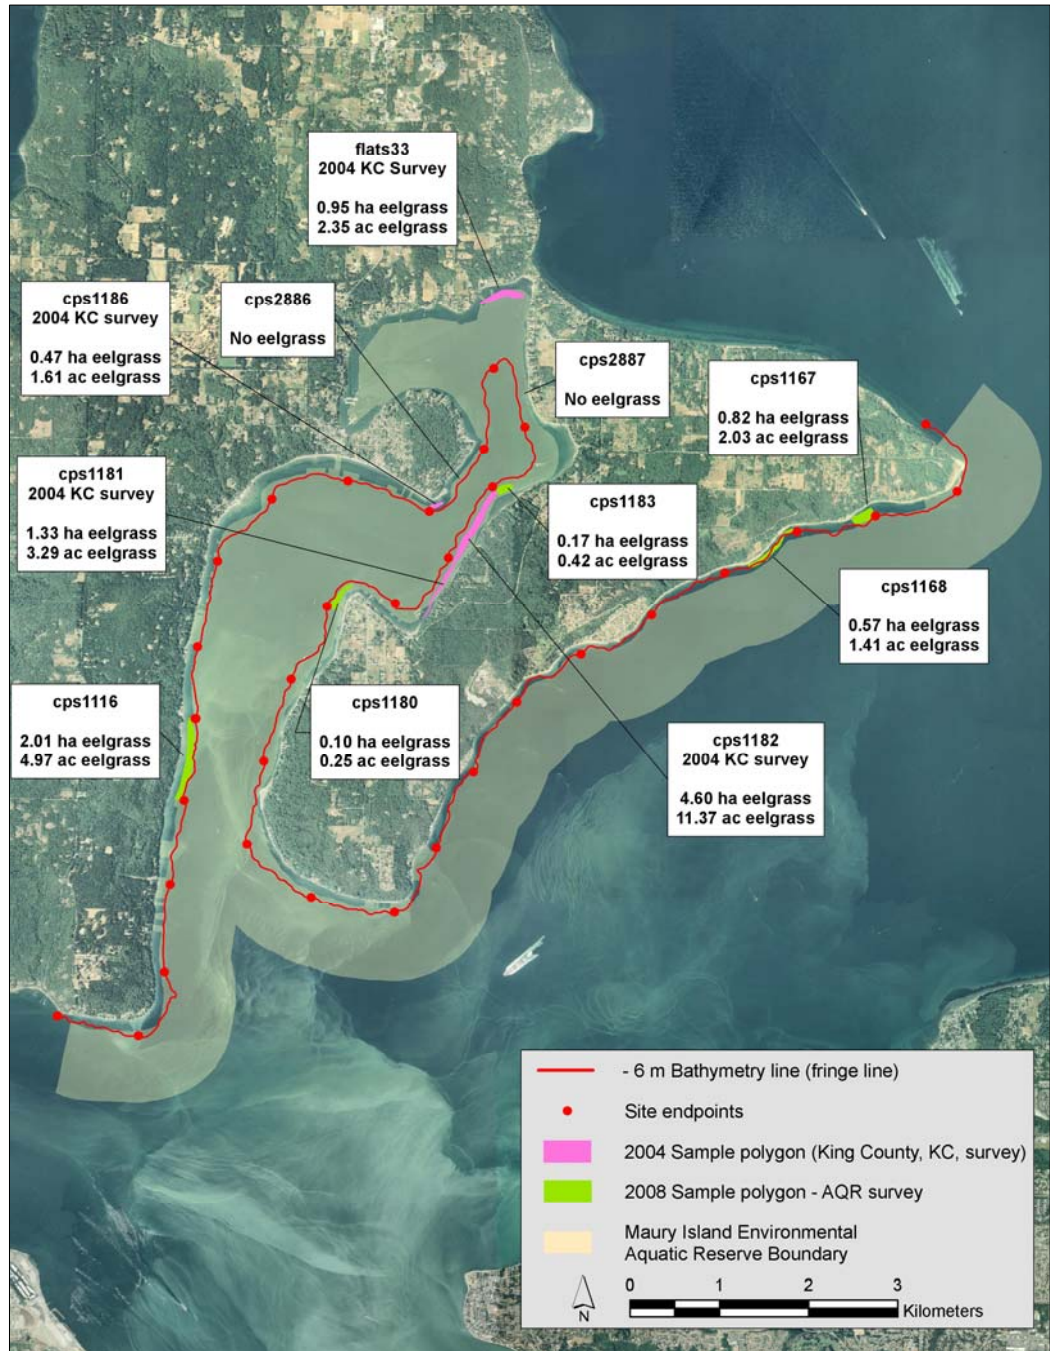 flats33
2004 KC Survey
0.95 ha eelgrass
2.35 ac eelgrass
cps1186
2004 KC survey
0.47 ha eelgrass
1.61 ac eelgrass
cps2886
No eelgrass
cps2887
No eelgrass
cps1167
0.82 ha eelgrass
2.03 ac eelgrass
cps1181
2004 KC survey
1.33 ha eelgrass
3.29 ac eelgrass
cps1183
0.17 ha eelgrass
0.42 ac eelgrass
cps1168
0.57 ha eelgrass
1.41 ac eelgrass
cps1116
2.01 ha eelgrass
4.97 ac eelgrass
cps1180
0.10 ha eelgrass
0.25 ac eelgrass
cps1182
2004 KC survey
4.60 ha eelgrass
11.37 ac eelgrass
- 6 m Bathymetry line (fringe line)
Site endpoints
2004 Sample polygon (King County, KC, survey)
2008 Sample polygon - AQR survey
Maury Island Environmental
Aquatic Reserve Boundary
N
0 1 2 3
Kilometers